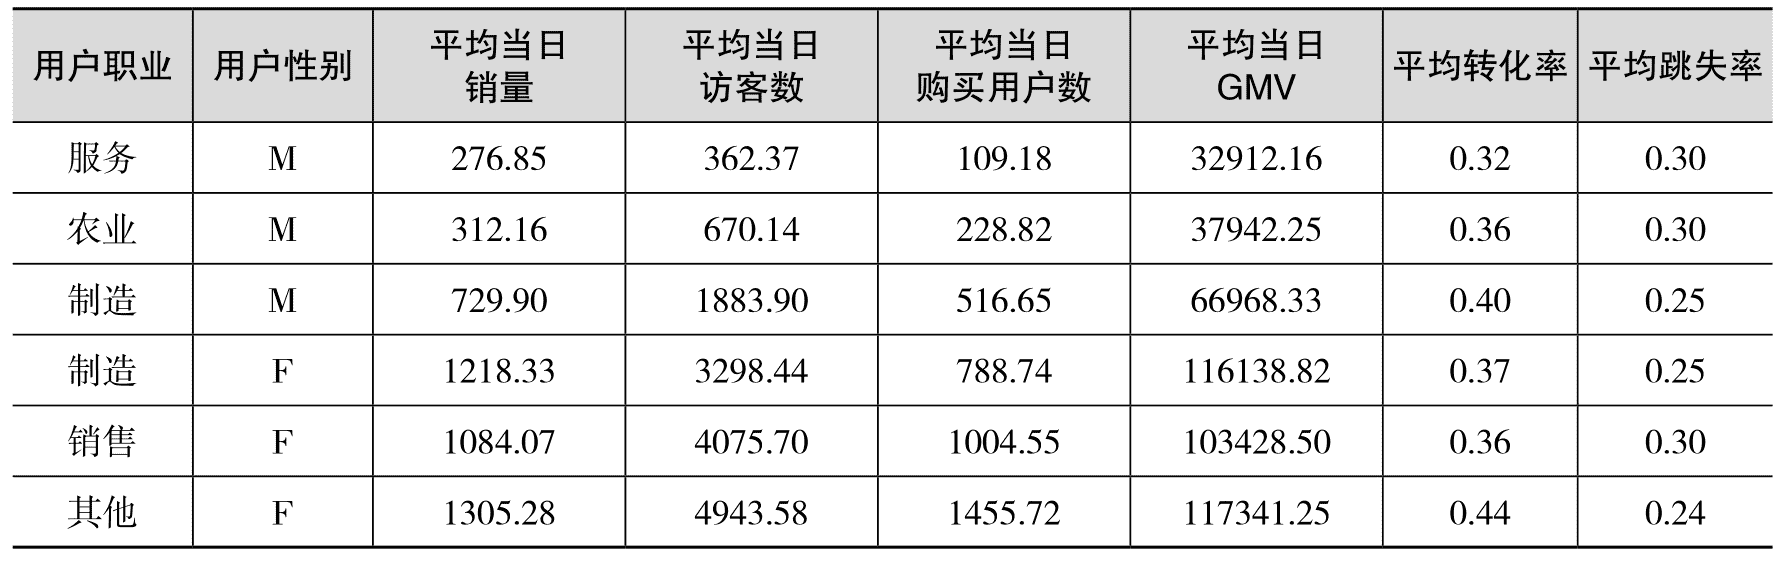 用户职业 用户性别 平均当日销量 平均当日访客数 平均当日购买用户数 平均当日GMV 平均转化率 平均跳失率
服务 M 276.85 362.37 109.18 32912.16 0.32 0.30
农业 M 312.16 670.14 228.82 37942.25 0.36 0.30
制造 M 729.90 1883.90 516.65 66968.33 0.40 0.25
制造 F 1218.33 3298.44 788.74 116138.82 0.37 0.25
销售 F 1084.07 4075.70 1004.55 103428.50 0.36 0.30
其他 F 1305.28 4943.58 1455.72 117341.25 0.44 0.24